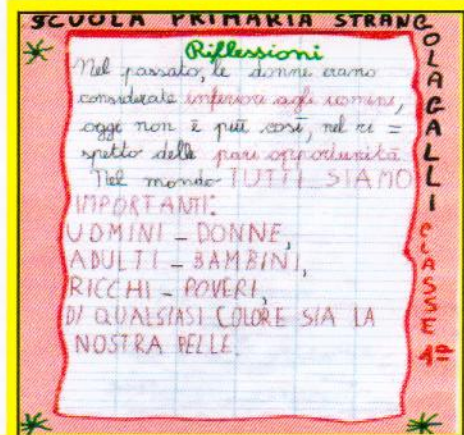 SCUOLA PRIMARIA STRANGOLAGALLI CLASSE 4ª
Riflessioni
Nel passato, le donne erano
considerate inferiori agli uomini,
oggi non è più così, nel ri =
spetto delle pari opportunità.
Nel mondo TUTTI SIAMO
IMPORTANTI:
UOMINI - DONNE,
ADULTI - BAMBINI,
RICCHI - POVERI,
DI QUALSIASI COLORE SIA LA
NOSTRA PELLE.